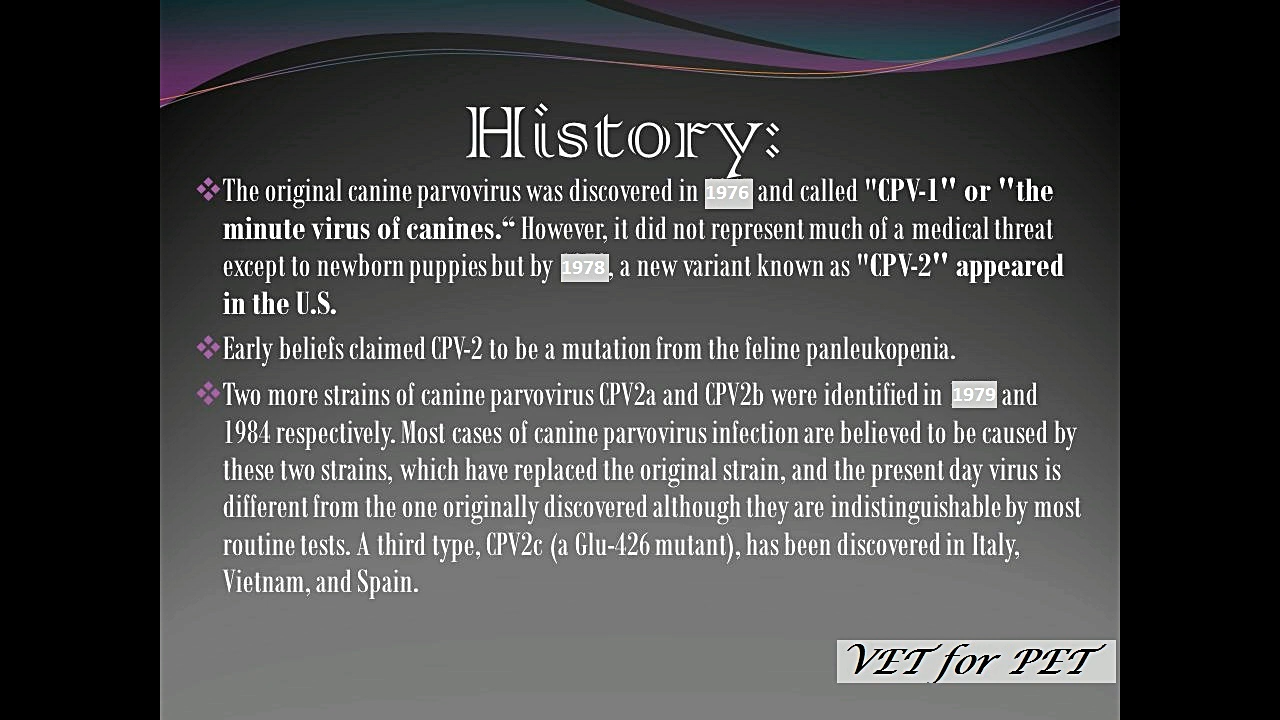 History:
❖The original canine parvovirus was discovered in 1976 and called "CPV-1" or "the
minute virus of canines.“ However, it did not represent much of a medical threat
except to newborn puppies but by 1978, a new variant known as "CPV-2" appeared
in the U.S.
❖Early beliefs claimed CPV-2 to be a mutation from the feline panleukopenia.
❖Two more strains of canine parvovirus CPV2a and CPV2b were identified in 1979 and
1984 respectively. Most cases of canine parvovirus infection are believed to be caused by
these two strains, which have replaced the original strain, and the present day virus is
different from the one originally discovered although they are indistinguishable by most
routine tests. A third type, CPV2c (a Glu-426 mutant), has been discovered in Italy,
Vietnam, and Spain.
VET for PET